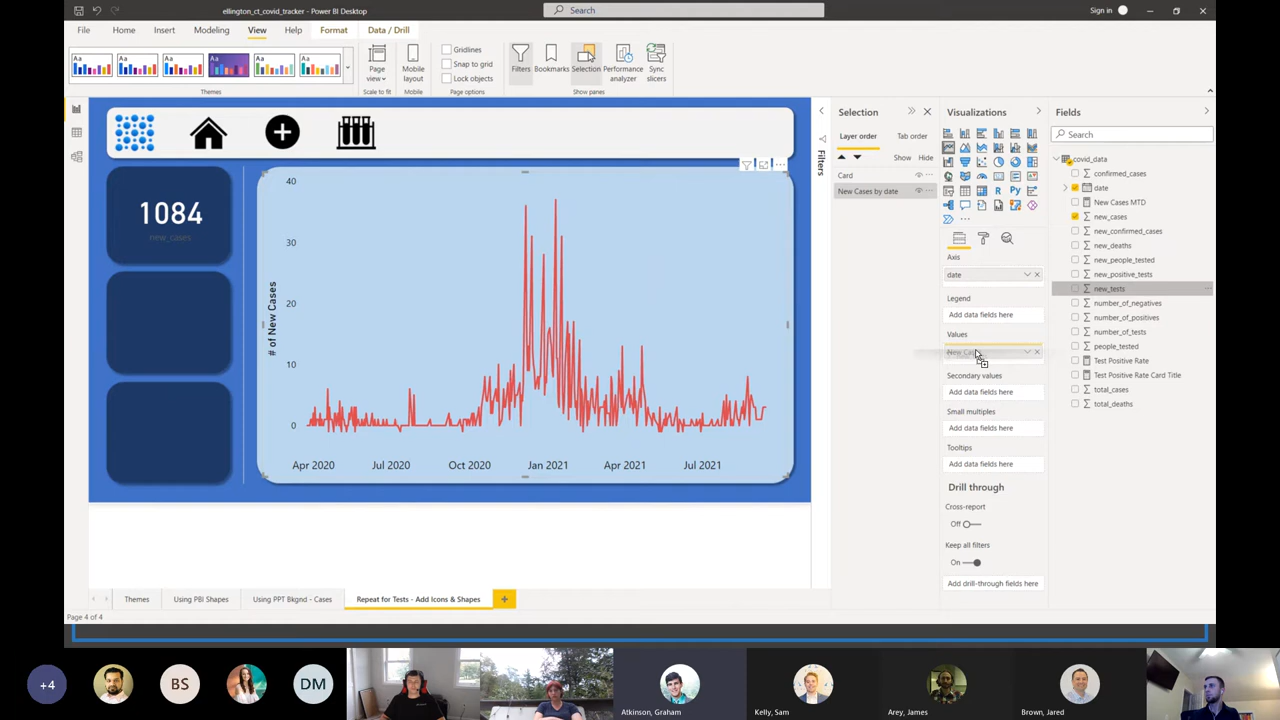 ellington_ct_covid_tracker - Power BI Desktop
Search
Sign in
File
Home
Insert
Modeling
View
Help
Format
Data / Drill
Aa
Aa
Aa
Aa
Aa
Aa
Page view
Mobile layout
Gridlines
Snap to grid
Lock objects
Filters
Bookmarks
Selection
Performance analyzer
Sync slicers
Themes
Scale to fit
Mobile
Page options
Show panes
1084
new_cases
# of New Cases
40
30
20
10
0
Apr 2020
Jul 2020
Oct 2020
Jan 2021
Apr 2021
Jul 2021
Filters
Selection
Layer order
Tab order
Show
Hide
Card
New Cases by date
Visualizations
R
Py
Axis
date
Legend
Add data fields here
Values
Secondary values
Add data fields here
Small multiples
Add data fields here
Tooltips
Add data fields here
Drill through
Cross-report
Off
Keep all filters
On
Add drill-through fields here
Fields
Search
covid_data
confirmed_cases
date
New Cases MTD
new_cases
new_confirmed_cases
new_deaths
new_people_tested
new_positive_tests
new_tests
number_of_negatives
number_of_positives
number_of_tests
people_tested
Test Positive Rate
Test Positive Rate Card Title
total_cases
total_deaths
Themes
Using PBI Shapes
Using PPT Bkgnd - Cases
Repeat for Tests - Add Icons & Shapes
Page 4 of 4
+4
BS
DM
Atkinson, Graham
Kelly, Sam
Arey, James
Brown, Jared